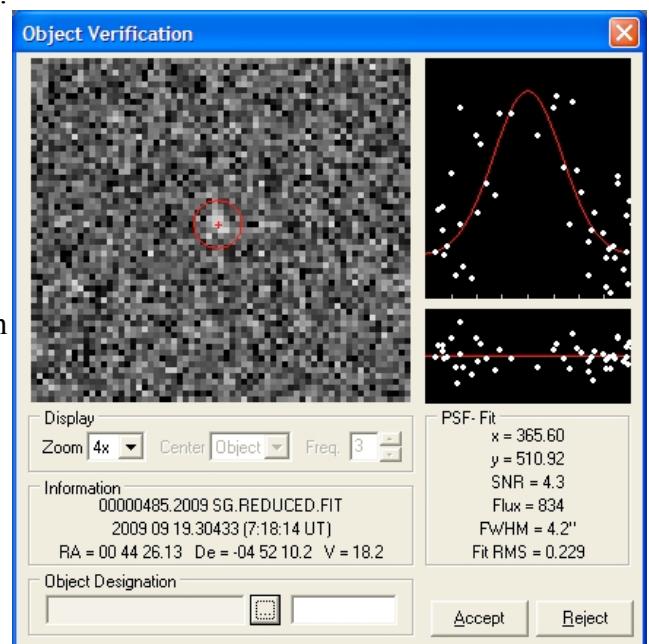 Object Verification
Display
Zoom 4x Center Object Freq. 3
Information
00000485.2009 SG.REDUCED.FIT
2009 09 19.30433 (7:18:14 UT)
RA = 00 44 26.13 De = -04 52 10.2 V = 18.2
Object Designation
...
PSF- Fit
x = 365.60
y = 510.92
SNR = 4.3
Flux = 834
FWHM = 4.2"
Fit RMS = 0.229
Accept Reject